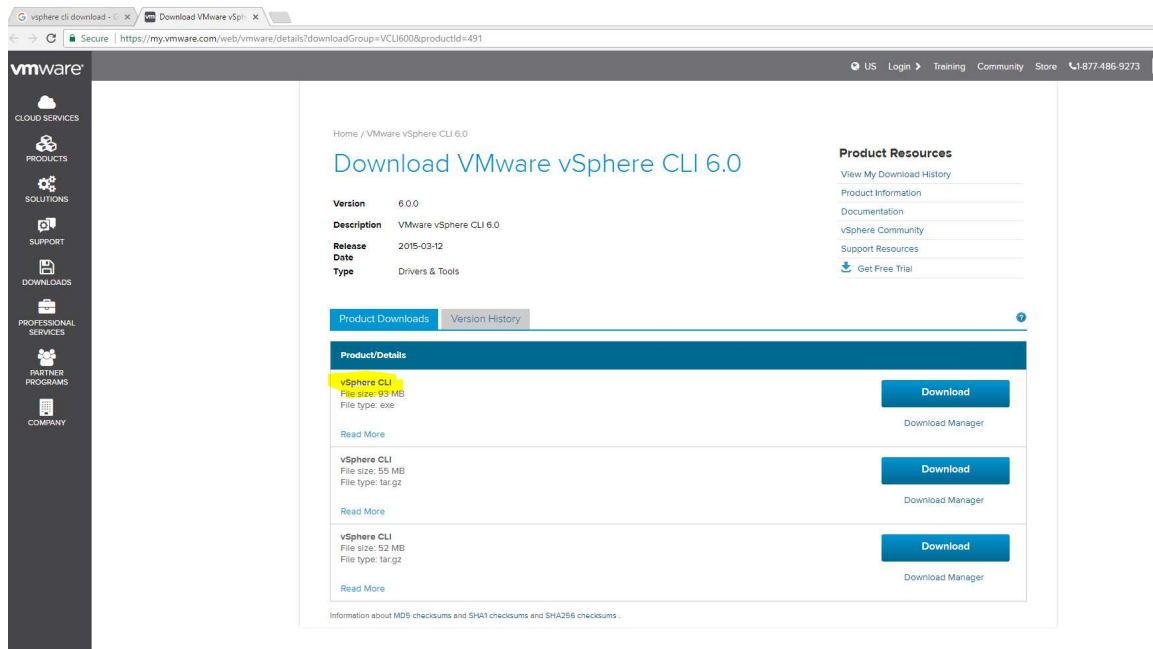 vsphere cli download - G
Download VMware vSph
Secure | https://my.vmware.com/web/vmware/details?downloadGroup=VCLI600&productId=491
vmware
US Login Training Community Store 1-877-486-9273
CLOUD SERVICES
PRODUCTS
SOLUTIONS
SUPPORT
DOWNLOADS
PROFESSIONAL
SERVICES
PARTNER
PROGRAMS
COMPANY
Home / VMware vSphere CLI 6.0
Download VMware vSphere CLI 6.0
Version 6.0.0
Description VMware vSphere CLI 6.0
Release
Date
2015-03-12
Type Drivers & Tools
Product Resources
View My Download History
Product Information
Documentation
vSphere Community
Support Resources
Get Free Trial
Product Downloads Version History
?
Product/Details
vSphere CLI
File size: 93 MB
File type: exe
Read More
Download
Download Manager
vSphere CLI
File size: 55 MB
File type: tar.gz
Read More
Download
Download Manager
vSphere CLI
File size: 52 MB
File type: tar.gz
Read More
Download
Download Manager
Information about MD5 checksums and SHA1 checksums and SHA256 checksums .